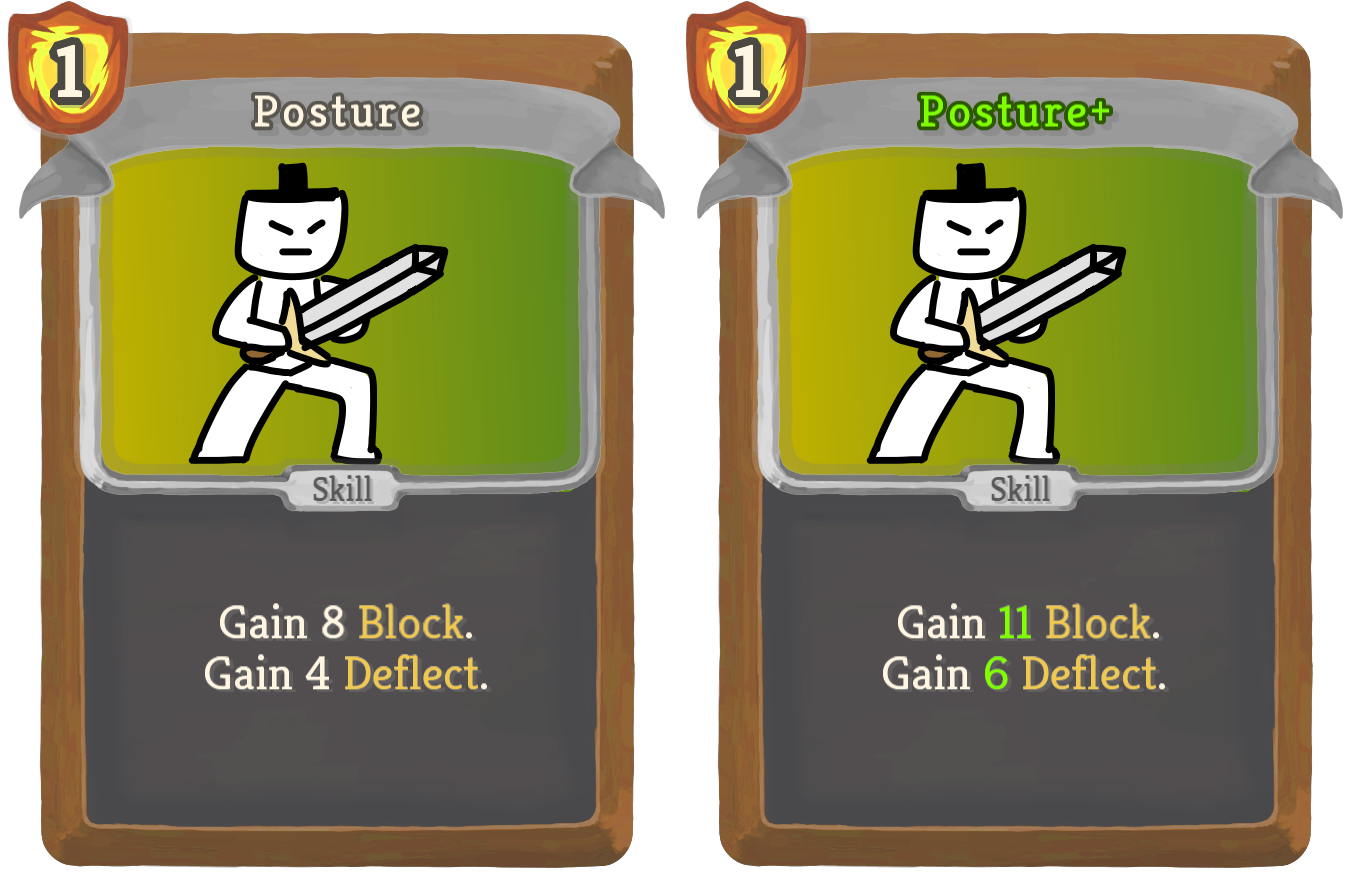 1
Posture
Skill
Gain 8 Block.
Gain 4 Deflect.
1
Posture+
Skill
Gain 11 Block.
Gain 6 Deflect.